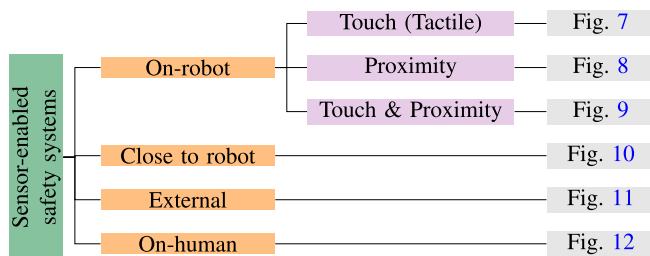 Sensor-enabled
safety systems
On-robot
Touch (Tactile)
Fig. 7
Proximity
Fig. 8
Touch & Proximity
Fig. 9
Close to robot
Fig. 10
External
Fig. 11
On-human
Fig. 12